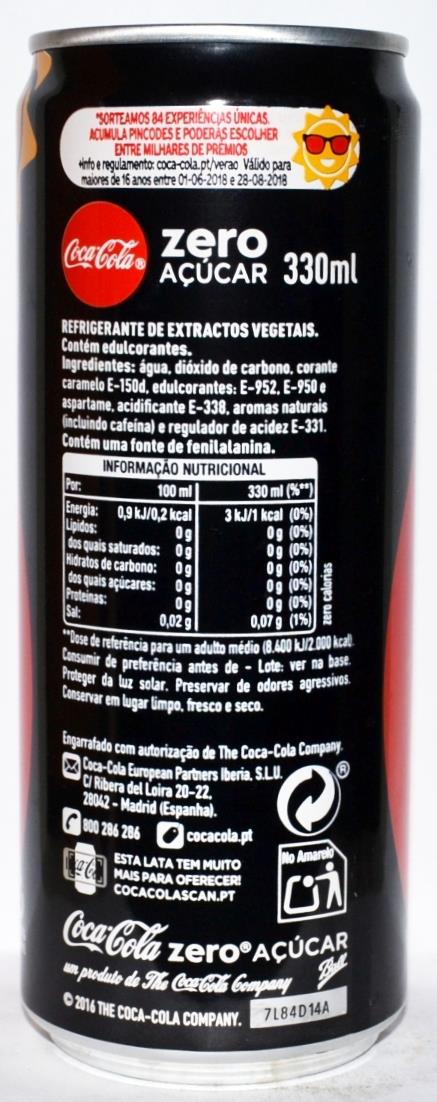 *SORTEAMOS 84 EXPERIÊNCIAS ÚNICAS.
ACUMULA PINCODES E PODERÁS ESCOLHER
ENTRE MILHARES DE PRÉMIOS
+info e regulamento: coca-cola.pt/verao Válido para
maiores de 16 anos entre 01-06-2018 e 28-08-2018
Coca-Cola® zero AÇÚCAR 330ml
REFRIGERANTE DE EXTRACTOS VEGETAIS.
Contém edulcorantes.
Ingredientes: água, dióxido de carbono, corante
caramelo E-150d, edulcorantes: E-952, E-950 e
aspartame, acidificante E-338, aromas naturais
(incluindo cafeína) e regulador de acidez E-331.
Contém uma fonte de fenilalanina.
INFORMAÇÃO NUTRICIONAL
Por: 100 ml 330 ml (%**)
Energia: 0,9 kJ/0,2 kcal 3 kJ/1 kcal (0%)
Lípidos: 0 g 0 g (0%)
dos quais saturados: 0 g 0 g (0%)
Hidratos de carbono: 0 g 0 g (0%)
dos quais açúcares: 0 g 0 g (0%)
Proteínas: 0 g 0 g (0%)
Sal: 0,02 g 0,07 g (1%)
zero calorias
**Dose de referência para um adulto médio (8.400 kJ/2.000 kcal).
Consumir de preferência antes de - Lote: ver na base.
Proteger da luz solar. Preservar de odores agressivos.
Conservar em lugar limpo, fresco e seco.
Engarrafado com autorização de The Coca-Cola Company.
Coca-Cola European Partners Iberia, S.L.U.
C/ Ribera del Loira 20-22,
28042 - Madrid (Espanha).
®
800 286 286 cocacola.pt
No Amarelo
ESTA LATA TEM MUITO
MAIS PARA OFERECER!
COCACOLASCAN.PT
Coca-Cola zero® AÇÚCAR
um produto de The Coca-Cola Company
Ball
© 2016 THE COCA-COLA COMPANY.
7L84D14A